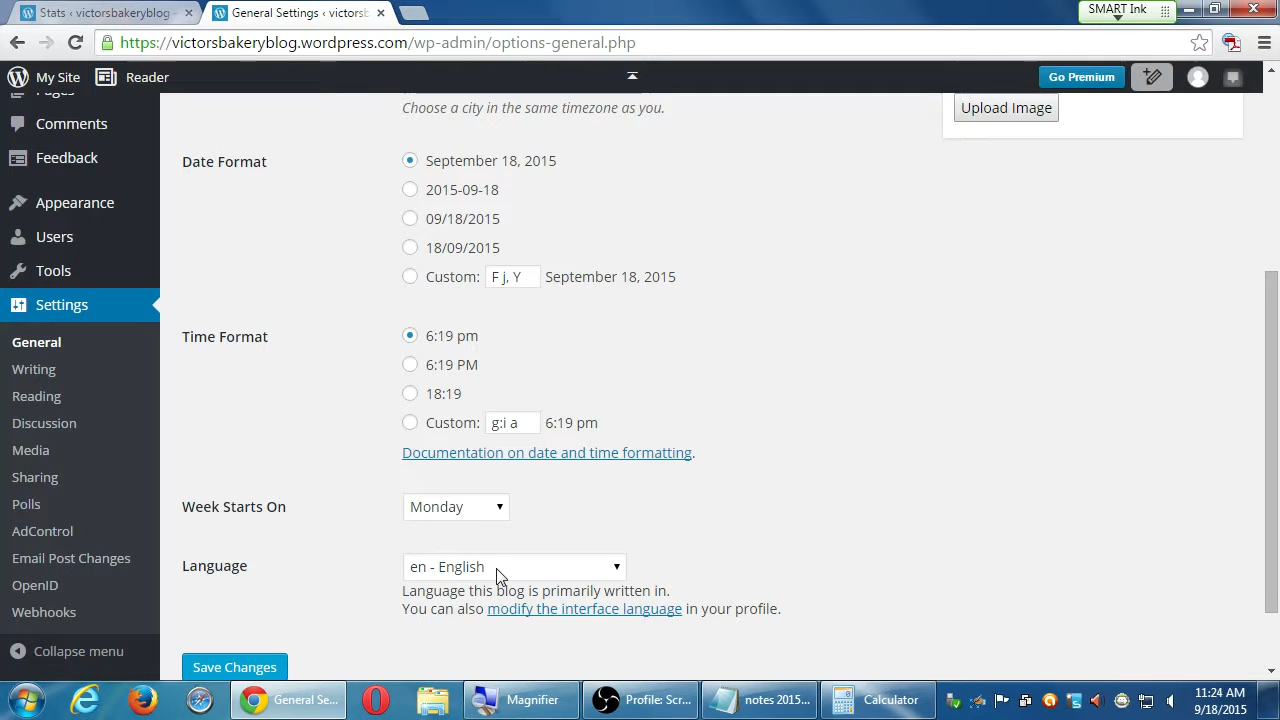 Stats ‹ victorsbakeryblog
General Settings ‹ victorsb
SMART Ink
https://victorsbakeryblog.wordpress.com/wp-admin/options-general.php
My Site
Reader
Go Premium
Pages
Comments
Feedback
Appearance
Users
Tools
Settings
General
Writing
Reading
Discussion
Media
Sharing
Polls
AdControl
Email Post Changes
OpenID
Webhooks
Collapse menu
Choose a city in the same timezone as you.
Upload Image
Date Format
September 18, 2015
2015-09-18
09/18/2015
18/09/2015
Custom: F j, Y September 18, 2015
Time Format
6:19 pm
6:19 PM
18:19
Custom: g:i a 6:19 pm
Documentation on date and time formatting.
Week Starts On
Monday
Language
en - English
Language this blog is primarily written in.
You can also modify the interface language in your profile.
Save Changes
General Se...
Magnifier
Profile: Scr...
notes 2015...
Calculator
11:24 AM
9/18/2015